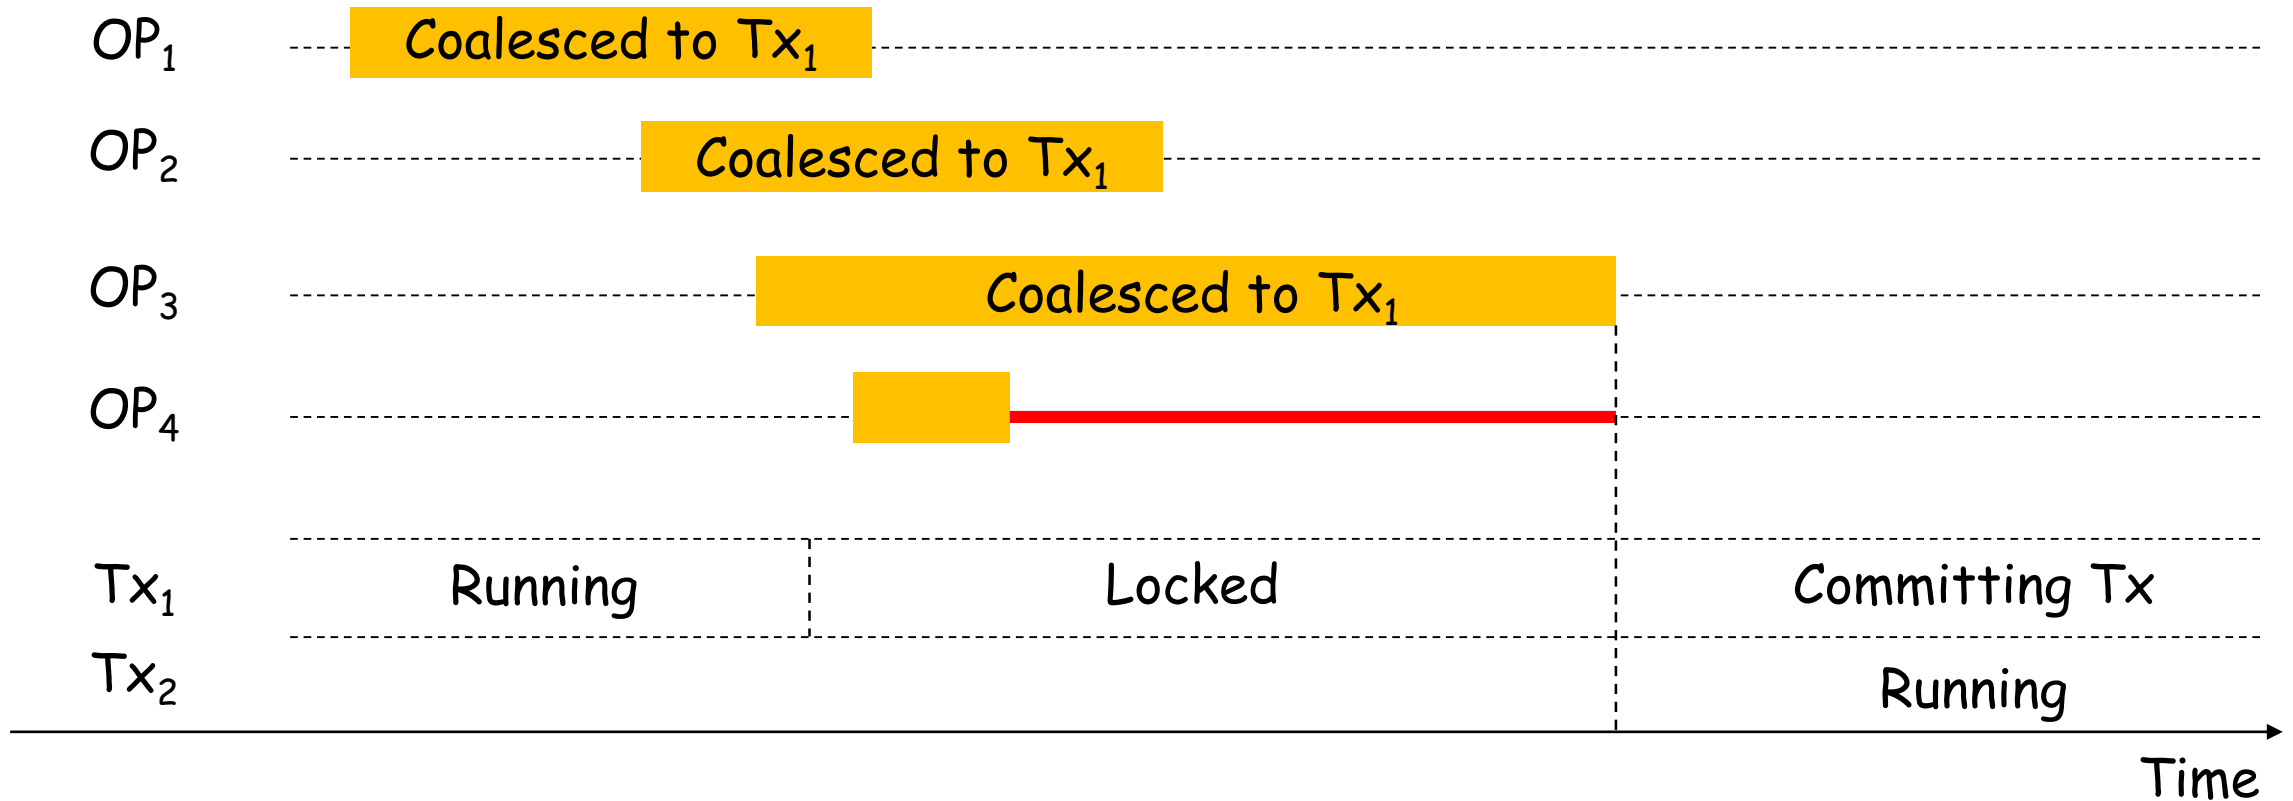 OP₁ Coalesced to Tx₁
OP₂ Coalesced to Tx₁
OP₃ Coalesced to Tx₁
OP₄
Tx₁ Running Locked Committing Tx
Tx₂ Running
Time